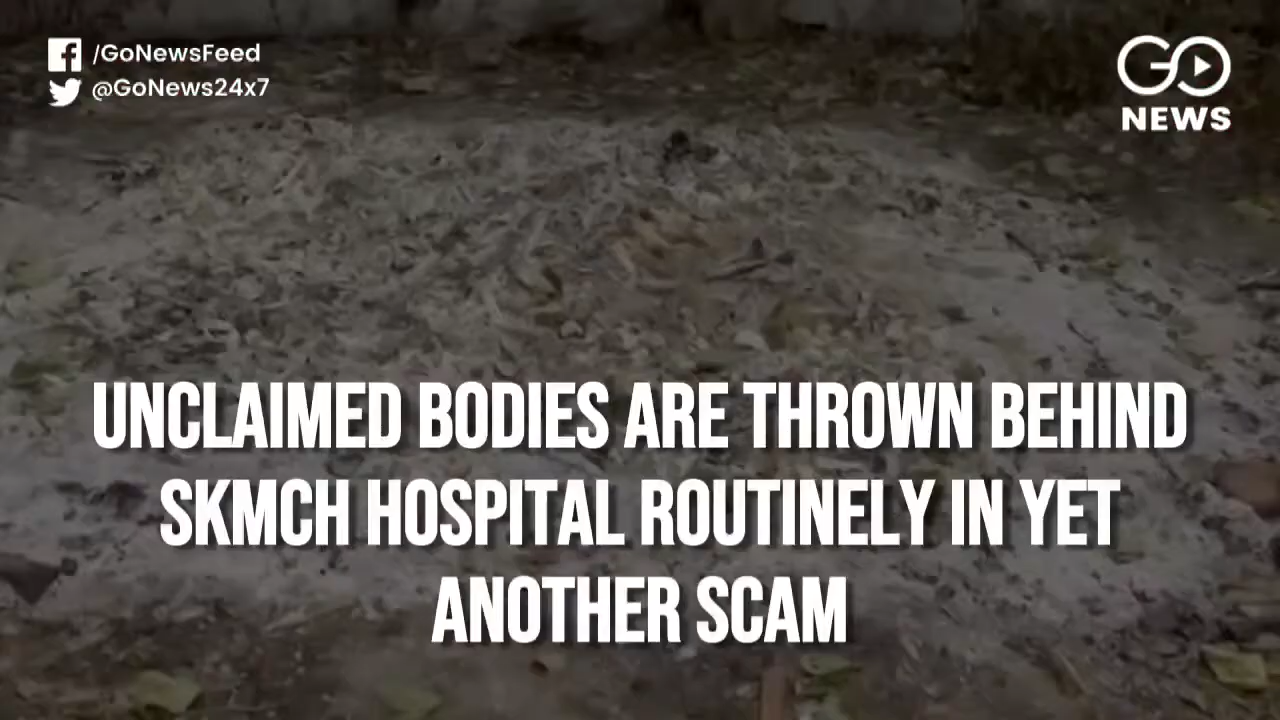 /GoNewsFeed
@GoNews24x7
GO
NEWS
UNCLAIMED BODIES ARE THROWN BEHIND
SKMCH HOSPITAL ROUTINELY IN YET
ANOTHER SCAM